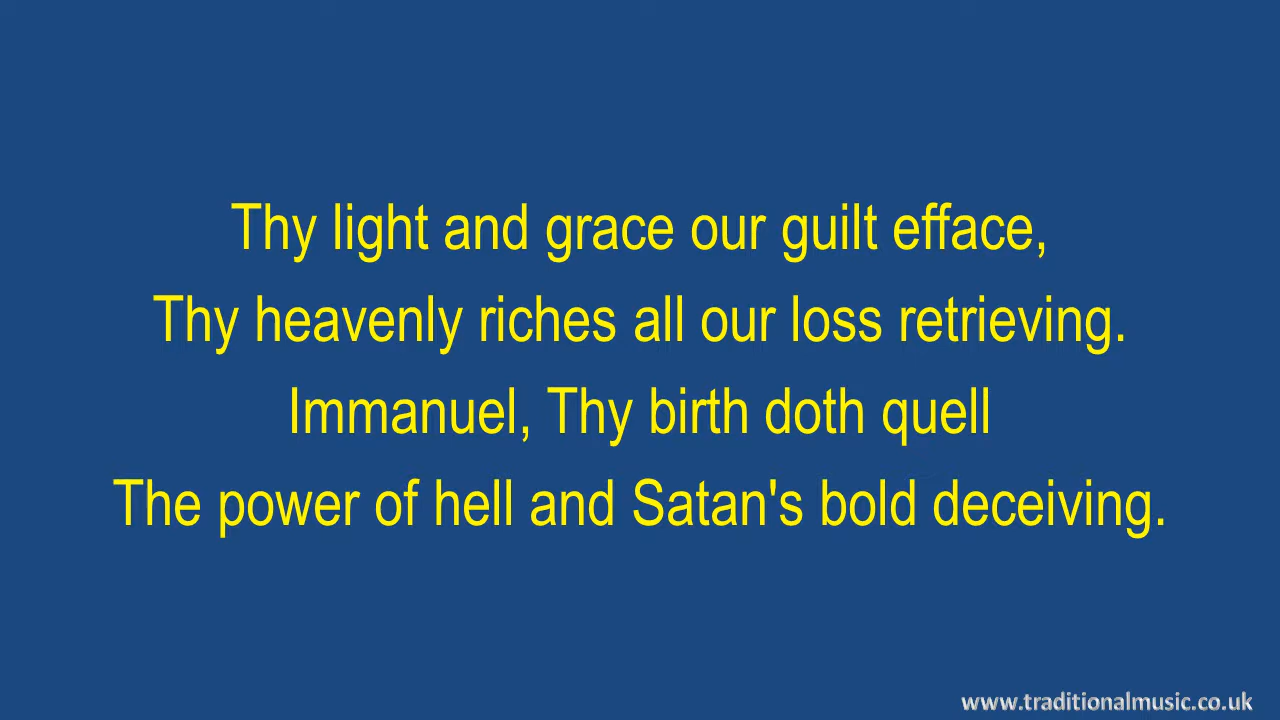 Thy light and grace our guilt efface,
Thy heavenly riches all our loss retrieving.
Immanuel, Thy birth doth quell
The power of hell and Satan's bold deceiving.
www.traditionalmusic.co.uk